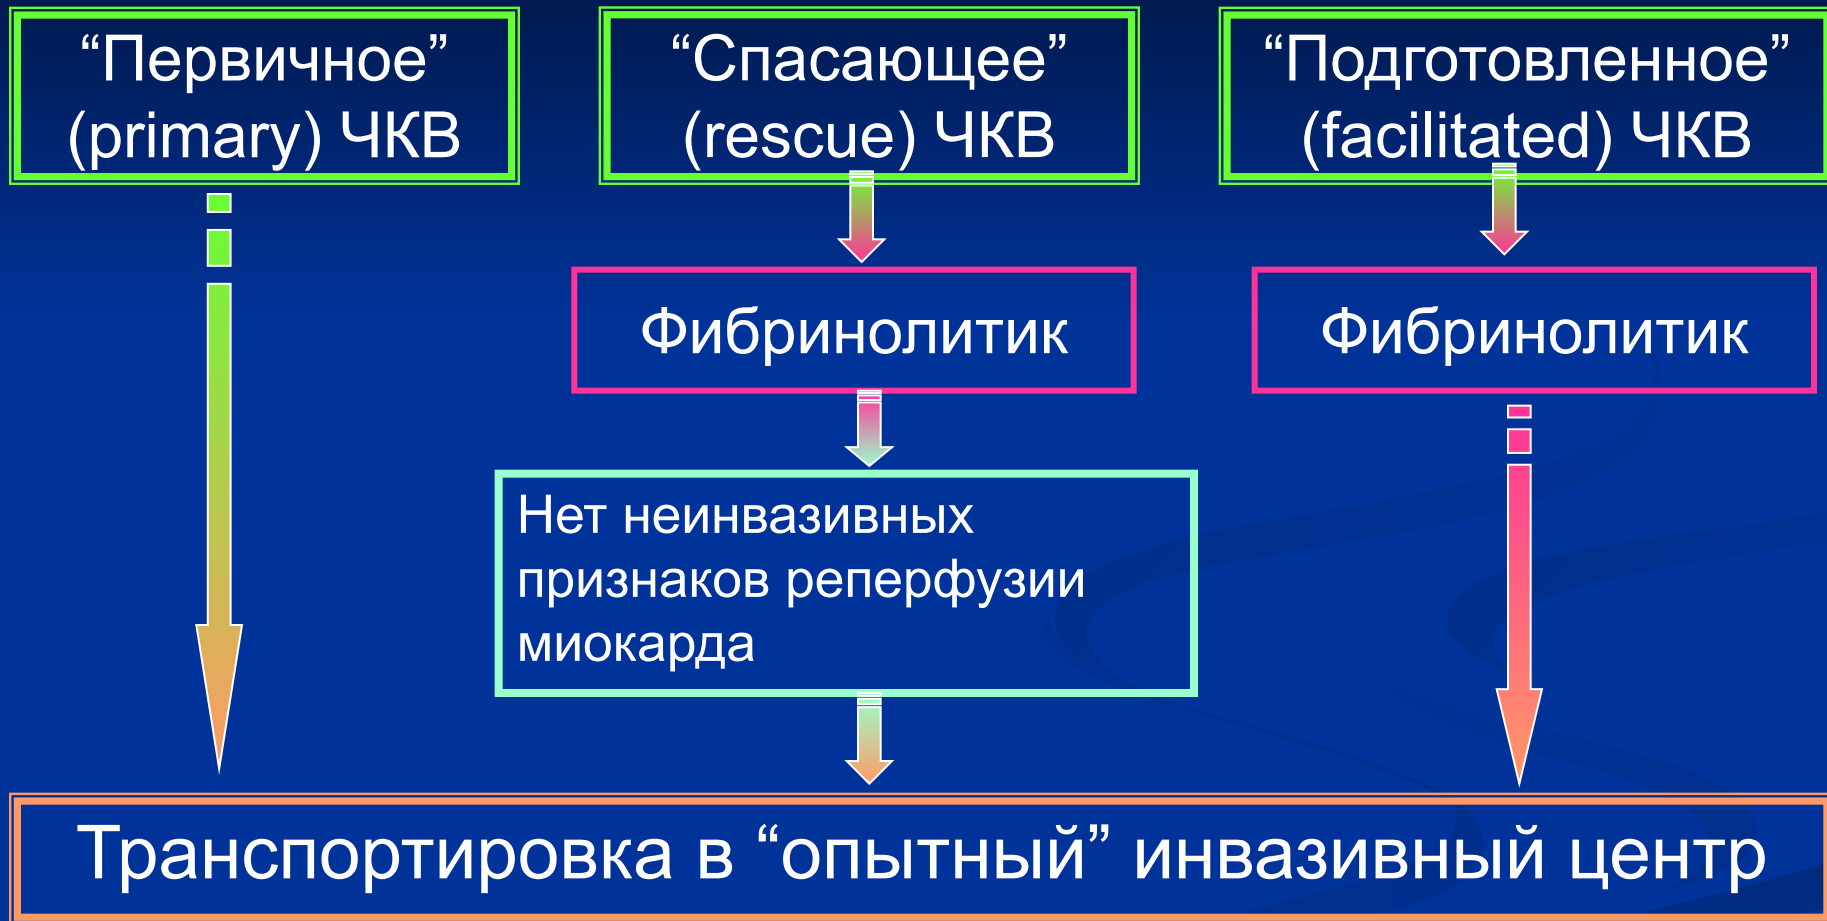 “Первичное”
(primary) ЧКВ
“Спасающее”
(rescue) ЧКВ
“Подготовленное”
(facilitated) ЧКВ
Фибринолитик
Фибринолитик
Нет неинвазивных
признаков реперфузии
миокарда
Транспортировка в “опытный” инвазивный центр